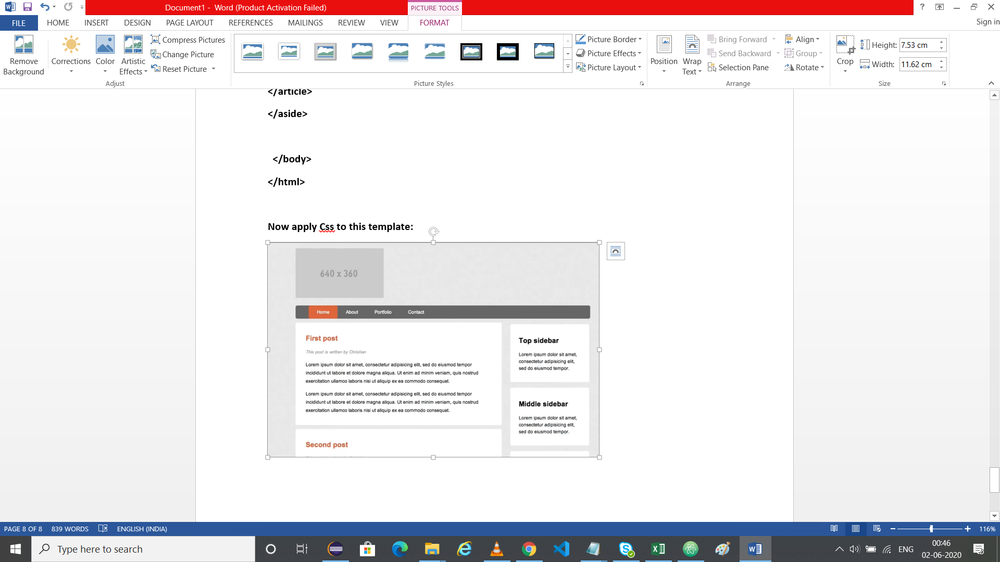 Document1 - Word (Product Activation Failed)
PICTURE TOOLS
?
FILE HOME INSERT DESIGN PAGE LAYOUT REFERENCES MAILINGS REVIEW VIEW FORMAT
Sign in
Remove Background
Corrections
Color
Artistic Effects
Compress Pictures
Change Picture
Reset Picture
Adjust
Picture Styles
Picture Border
Picture Effects
Picture Layout
Position
Wrap Text
Bring Forward
Send Backward
Selection Pane
Align
Group
Rotate
Arrange
Crop
Height: 7.53 cm
Width: 11.62 cm
Size
</article>
</aside>
</body>
</html>
Now apply Css to this template:
640 x 360
Home About Portfolio Contact
First post
This post is written by Christian
Lorem ipsum dolor sit amet, consectetur adipisicing elit, sed do eiusmod tempor
incididunt ut labore et dolore magna aliqua. Ut enim ad minim veniam, quis nostrud
exercitation ullamco laboris nisi ut aliquip ex ea commodo consequat.
Lorem ipsum dolor sit amet, consectetur adipisicing elit, sed do eiusmod tempor
incididunt ut labore et dolore magna aliqua. Ut enim ad minim veniam, quis nostrud
exercitation ullamco laboris nisi ut aliquip ex ea commodo consequat.
Second post
Top sidebar
Lorem ipsum dolor sit amet,
consectetur adipisicing elit,
sed do eiusmod tempor.
Middle sidebar
Lorem ipsum dolor sit amet,
consectetur adipisicing elit,
sed do eiusmod tempor.
PAGE 8 OF 8 839 WORDS ENGLISH (INDIA)
116%
Type here to search
ENG
00:46
02-06-2020